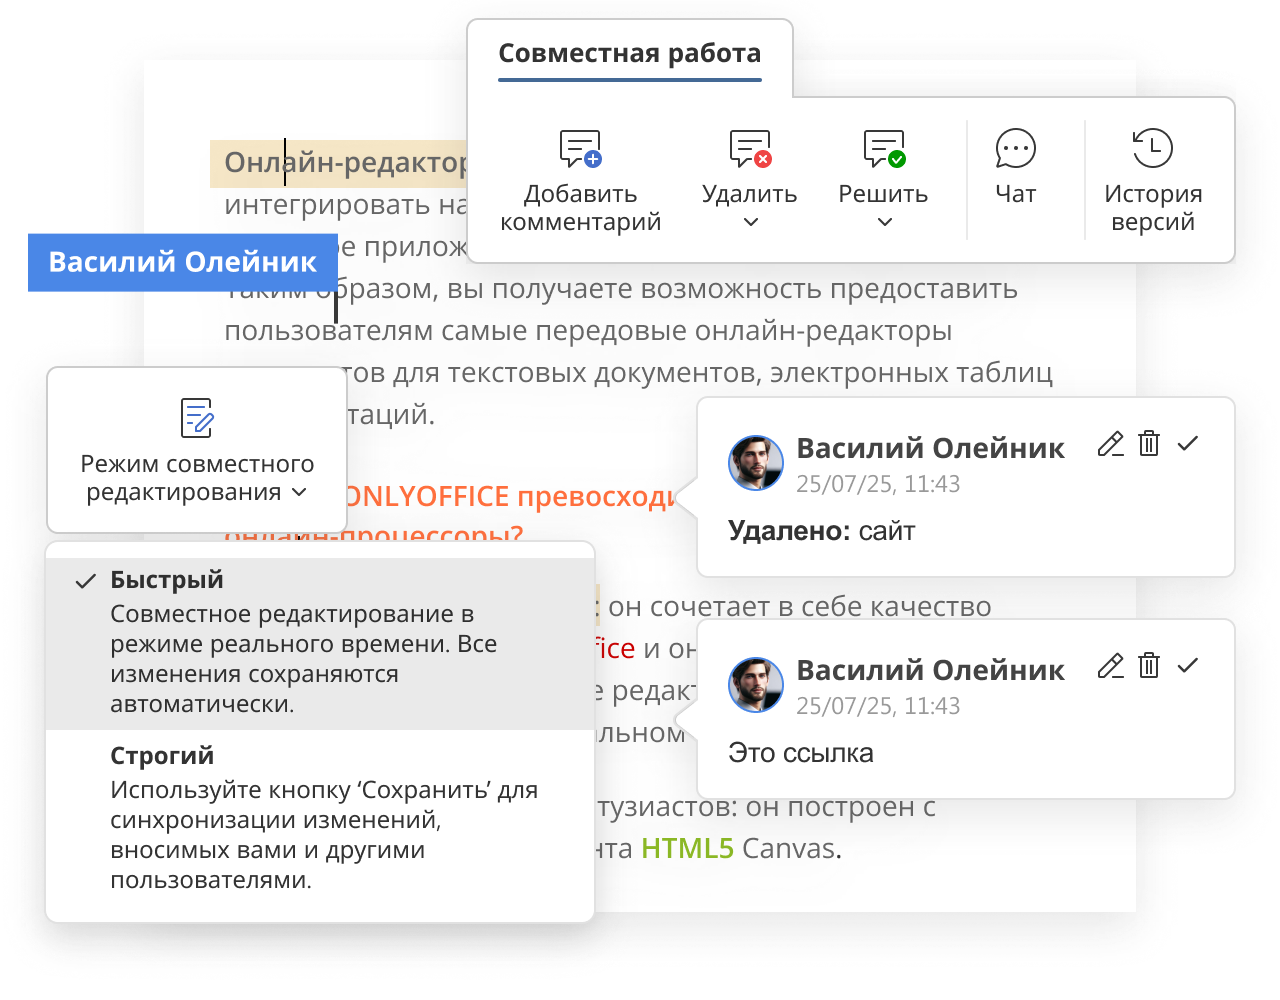 Совместная работа
Добавить
комментарий
Удалить
Решить
Чат
История
версий
Онлайн-редактор
интегрировать на
прилож
Василий Олейник
Таким образом, вы получаете возможность предоставить
пользователям самые передовые онлайн-редакторы
тов для текстовых документов, электронных таблиц
таций.
Режим совместного
редактирования
ONLYOFFICE превосходи
онлайн-процессоры?
Василий Олейник
25/07/25, 11:43
Удалено: сайт
Быстрый
Совместное редактирование в
режиме реального времени. Все
изменения сохраняются
автоматически.
Строгий
Используйте кнопку ‘Сохранить’ для
синхронизации изменений,
вносимых вами и другими
пользователями.
: он сочетает в себе качество
fice и он
е редакт
льном
Василий Олейник
25/07/25, 11:43
Это ссылка
тузиастов: он построен с
нта HTML5 Canvas.